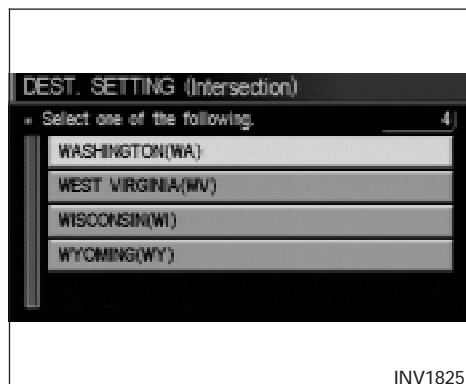 DEST. SETTING (Intersection)
Select one of the following. 4
WASHINGTON(WA)
WEST VIRGINIA(WV)
WISCONSIN(WI)
WYOMING(WY)
INV1825